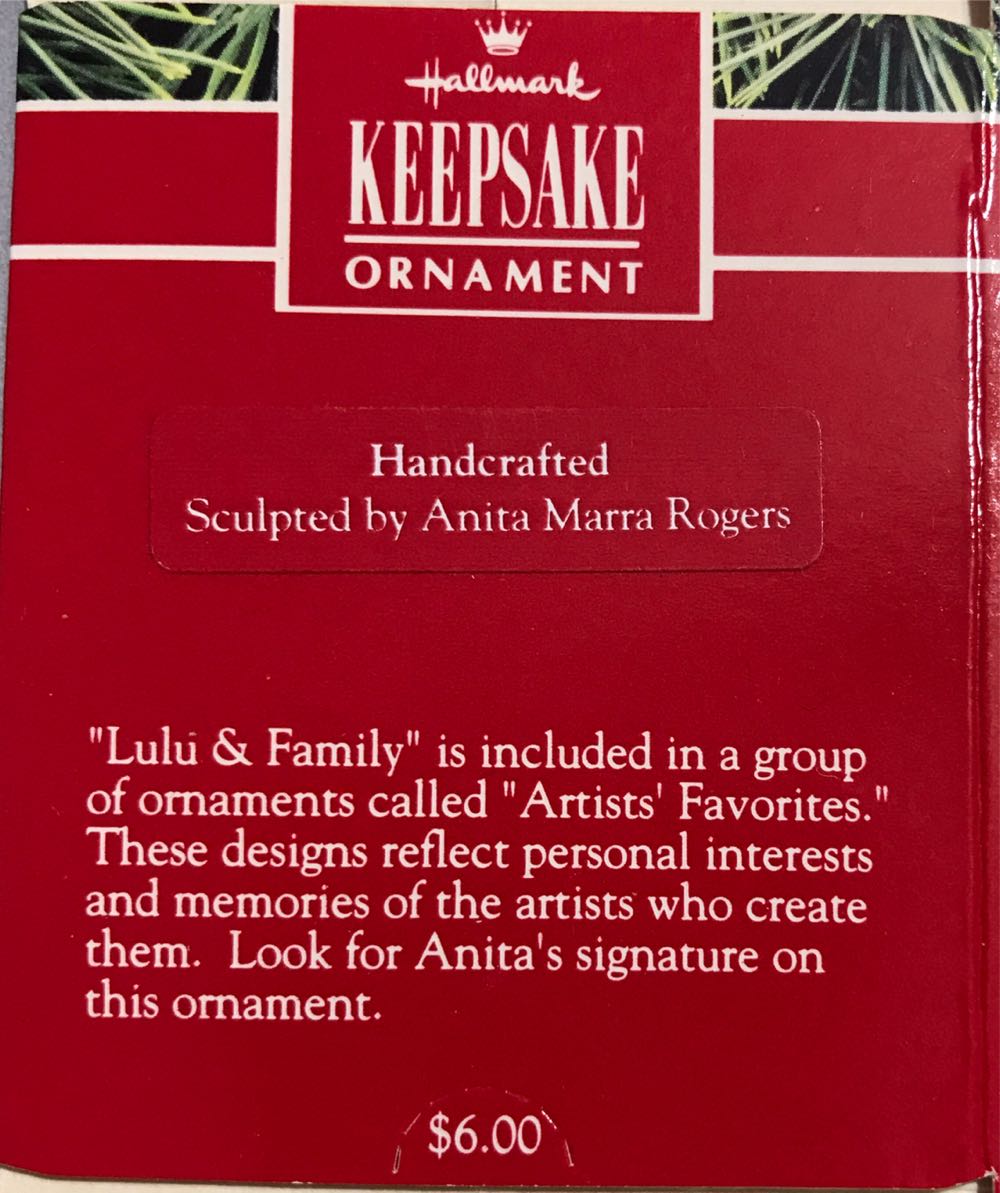 Hallmark
KEEPSAKE
ORNAMENT
Handcrafted
Sculpted by Anita Marra Rogers
"Lulu & Family" is included in a group
of ornaments called "Artists' Favorites."
These designs reflect personal interests
and memories of the artists who create
them. Look for Anita's signature on
this ornament.
$6.00